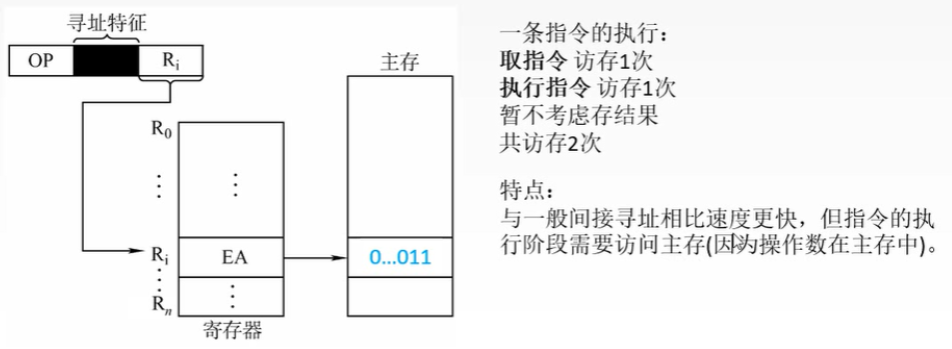 寻址特征
OP
R_i
主存
R_0
⋮
⋮
R_i
EA
0...011
⋮
⋮
R_n
寄存器
一条指令的执行：
取指令 访存1次
执行指令 访存1次
暂不考虑存结果
共访存2次
特点：
与一般间接寻址相比速度更快，但指令的执
行阶段需要访问主存(因为操作数在主存中)。